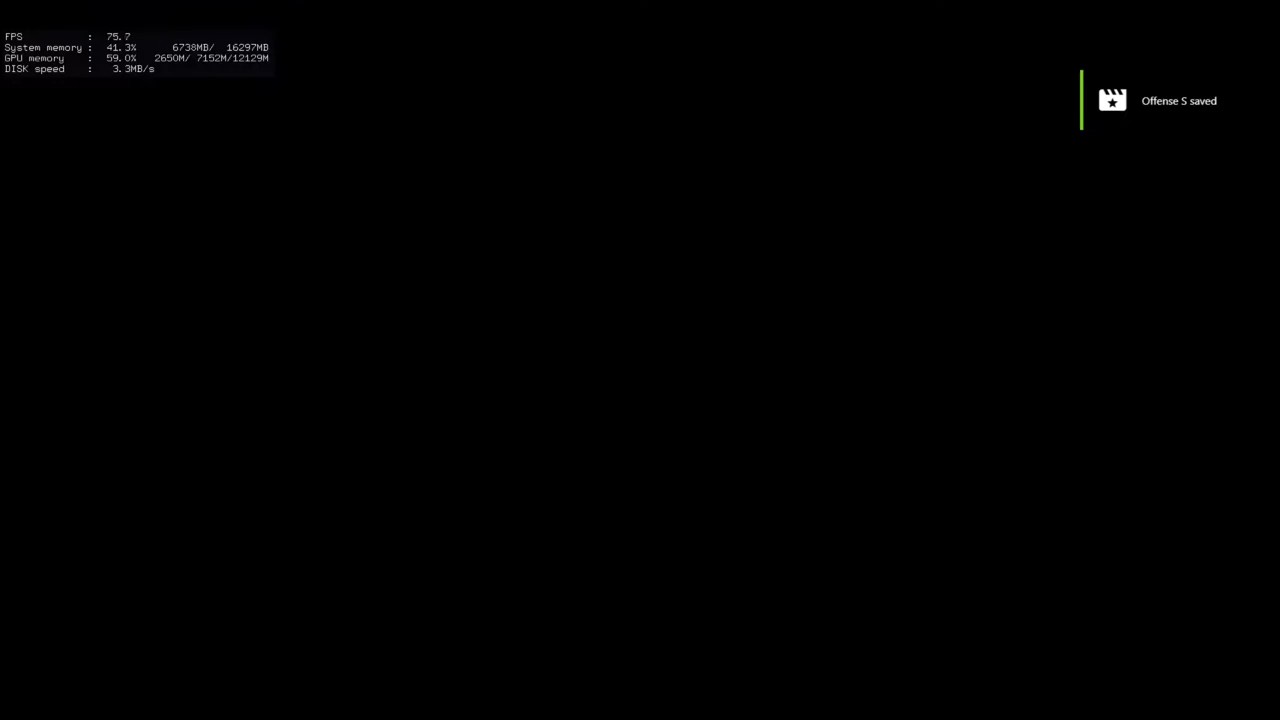 FPS : 75.7
System memory : 41.3% 6738MB/ 16297MB
GPU memory : 59.0% 2650M/ 7152M/12129M
DISK speed : 3.3MB/s
Offense S saved